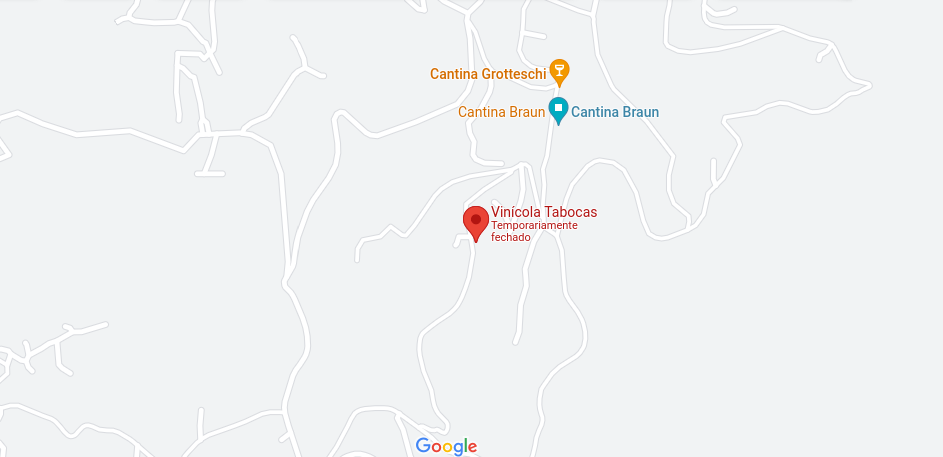 Cantina Grotteschi
Cantina Braun Cantina Braun
Vinícola Tabocas
Temporariamente
fechado
Google